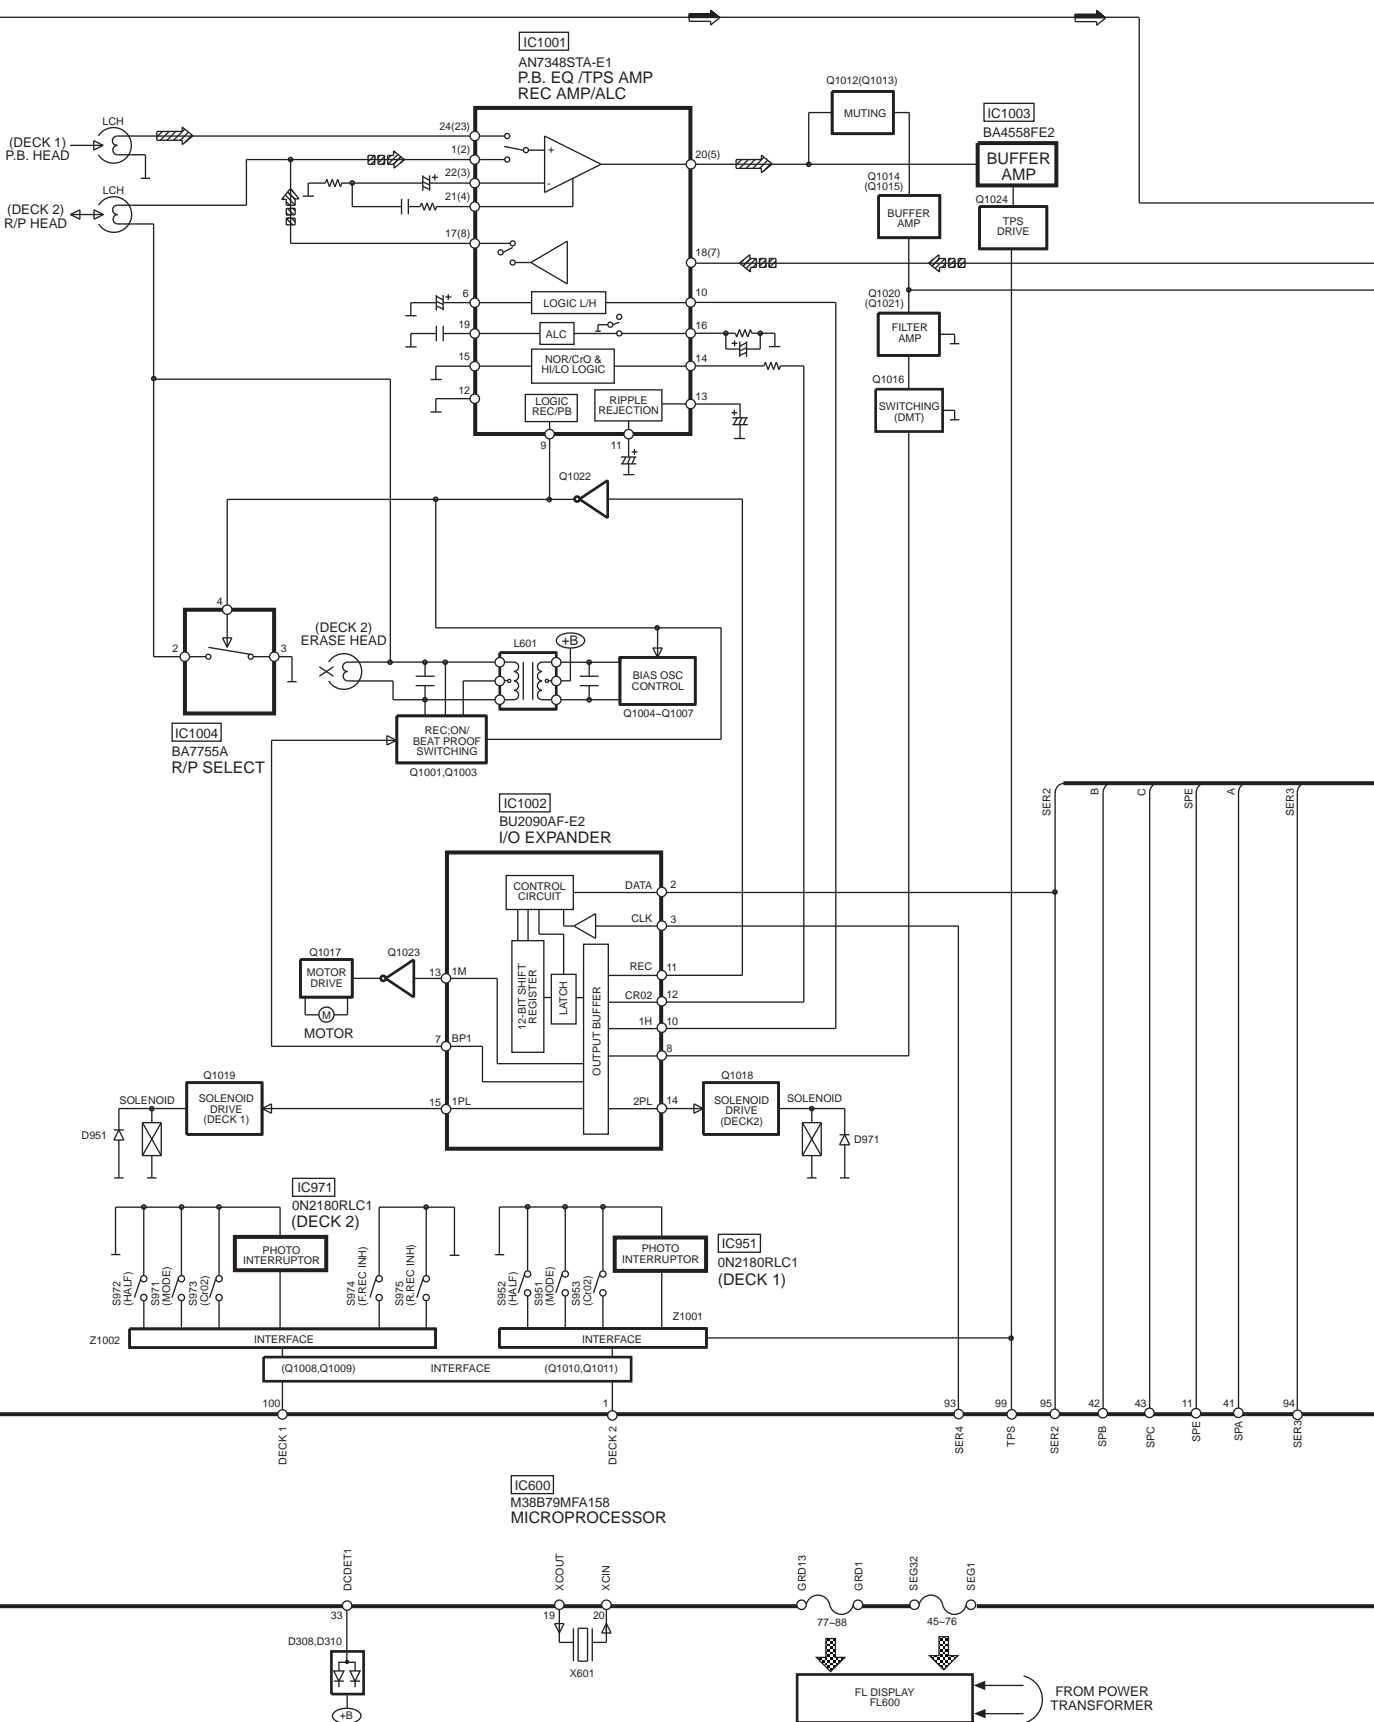 IC1001
AN7348STA-E1
P.B. EQ /TPS AMP
REC AMP/ALC
Q1012(Q1013)
MUTING
IC1003
BA4558FE2
BUFFER
AMP
LCH
(DECK 1)
P.B. HEAD
24(23)
1(2)
22(3)
21(4)
17(8)
+
-
+
20(5)
18(7)
LCH
(DECK 2)
R/P HEAD
Q1014
(Q1015)
BUFFER
AMP
Q1024
TPS
DRIVE
6
+
LOGIC L/H
10
19
ALC
16
+
15
NOR/CrO &
HI/LO LOGIC
14
12
LOGIC
REC/PB
RIPPLE
REJECTION
13
+
9
11
+
Q1020
(Q1021)
FILTER
AMP
Q1016
SWITCHING
(DMT)
Q1022
4
2
3
IC1004
BA7755A
R/P SELECT
(DECK 2)
ERASE HEAD
L601
+B
BIAS OSC
CONTROL
Q1004~Q1007
REC;ON/
BEAT PROOF
SWITCHING
Q1001,Q1003
IC1002
BU2090AF-E2
I/O EXPANDER
CONTROL
CIRCUIT
DATA
2
CLK
3
12-BIT SHIFT
REGISTER
LATCH
OUTPUT BUFFER
REC
11
CR02
12
1H
10
8
Q1017
MOTOR
DRIVE
M
MOTOR
Q1023
13
1M
7
BP1
15
1PL
2PL
14
Q1019
SOLENOID
DRIVE
(DECK 1)
SOLENOID
D951
Q1018
SOLENOID
DRIVE
(DECK2)
SOLENOID
D971
SER2
B
C
SPE
A
SER3
IC971
0N2180RLC1
(DECK 2)
PHOTO
INTERRUPTOR
S972
(HALF)
S971
(MODE)
S973
(Cr02)
S974
(F.REC INH)
S975
(R.REC INH)
Z1002
INTERFACE
IC951
0N2180RLC1
(DECK 1)
PHOTO
INTERRUPTOR
S952
(HALF)
S951
(MODE)
S953
(Cr02)
Z1001
INTERFACE
(Q1008,Q1009)
INTERFACE
(Q1010,Q1011)
100
DECK 1
1
DECK 2
93
SER4
99
TPS
95
SER2
42
SPB
43
SPC
11
SPE
41
SPA
94
SER3
IC600
M38B79MFA158
MICROPROCESSOR
DCDET1
33
D308,D310
+B
XCOUT
19
XCIN
20
X601
GRD13
GRD1
77~88
SEG32
SEG1
45~76
FL DISPLAY
FL600
FROM POWER
TRANSFORMER